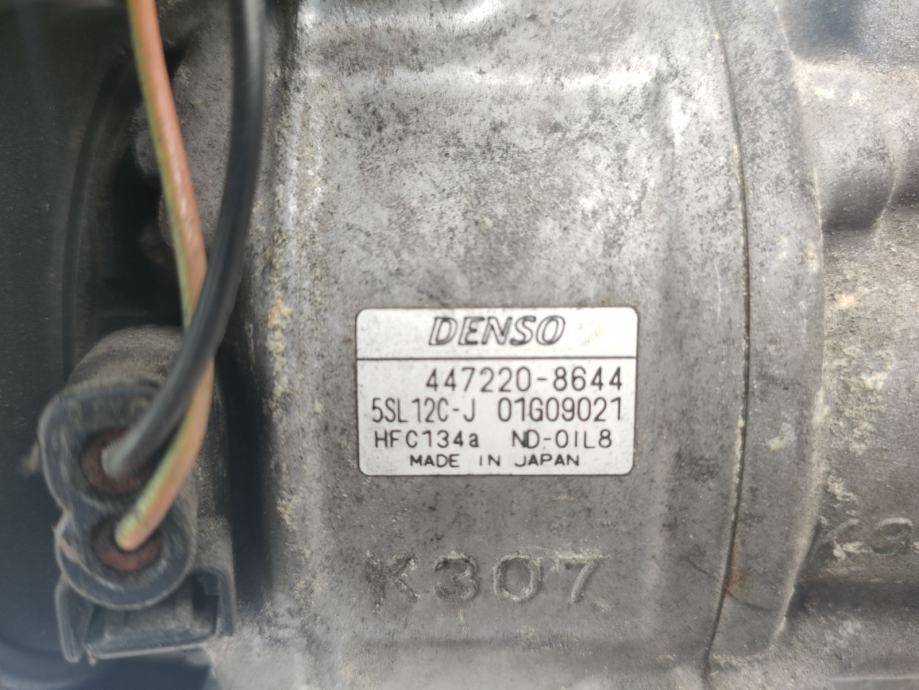 DENSO
447220-8644
5SL12C-J 01G09021
HFC134a ND-OIL8
MADE IN JAPAN
K307